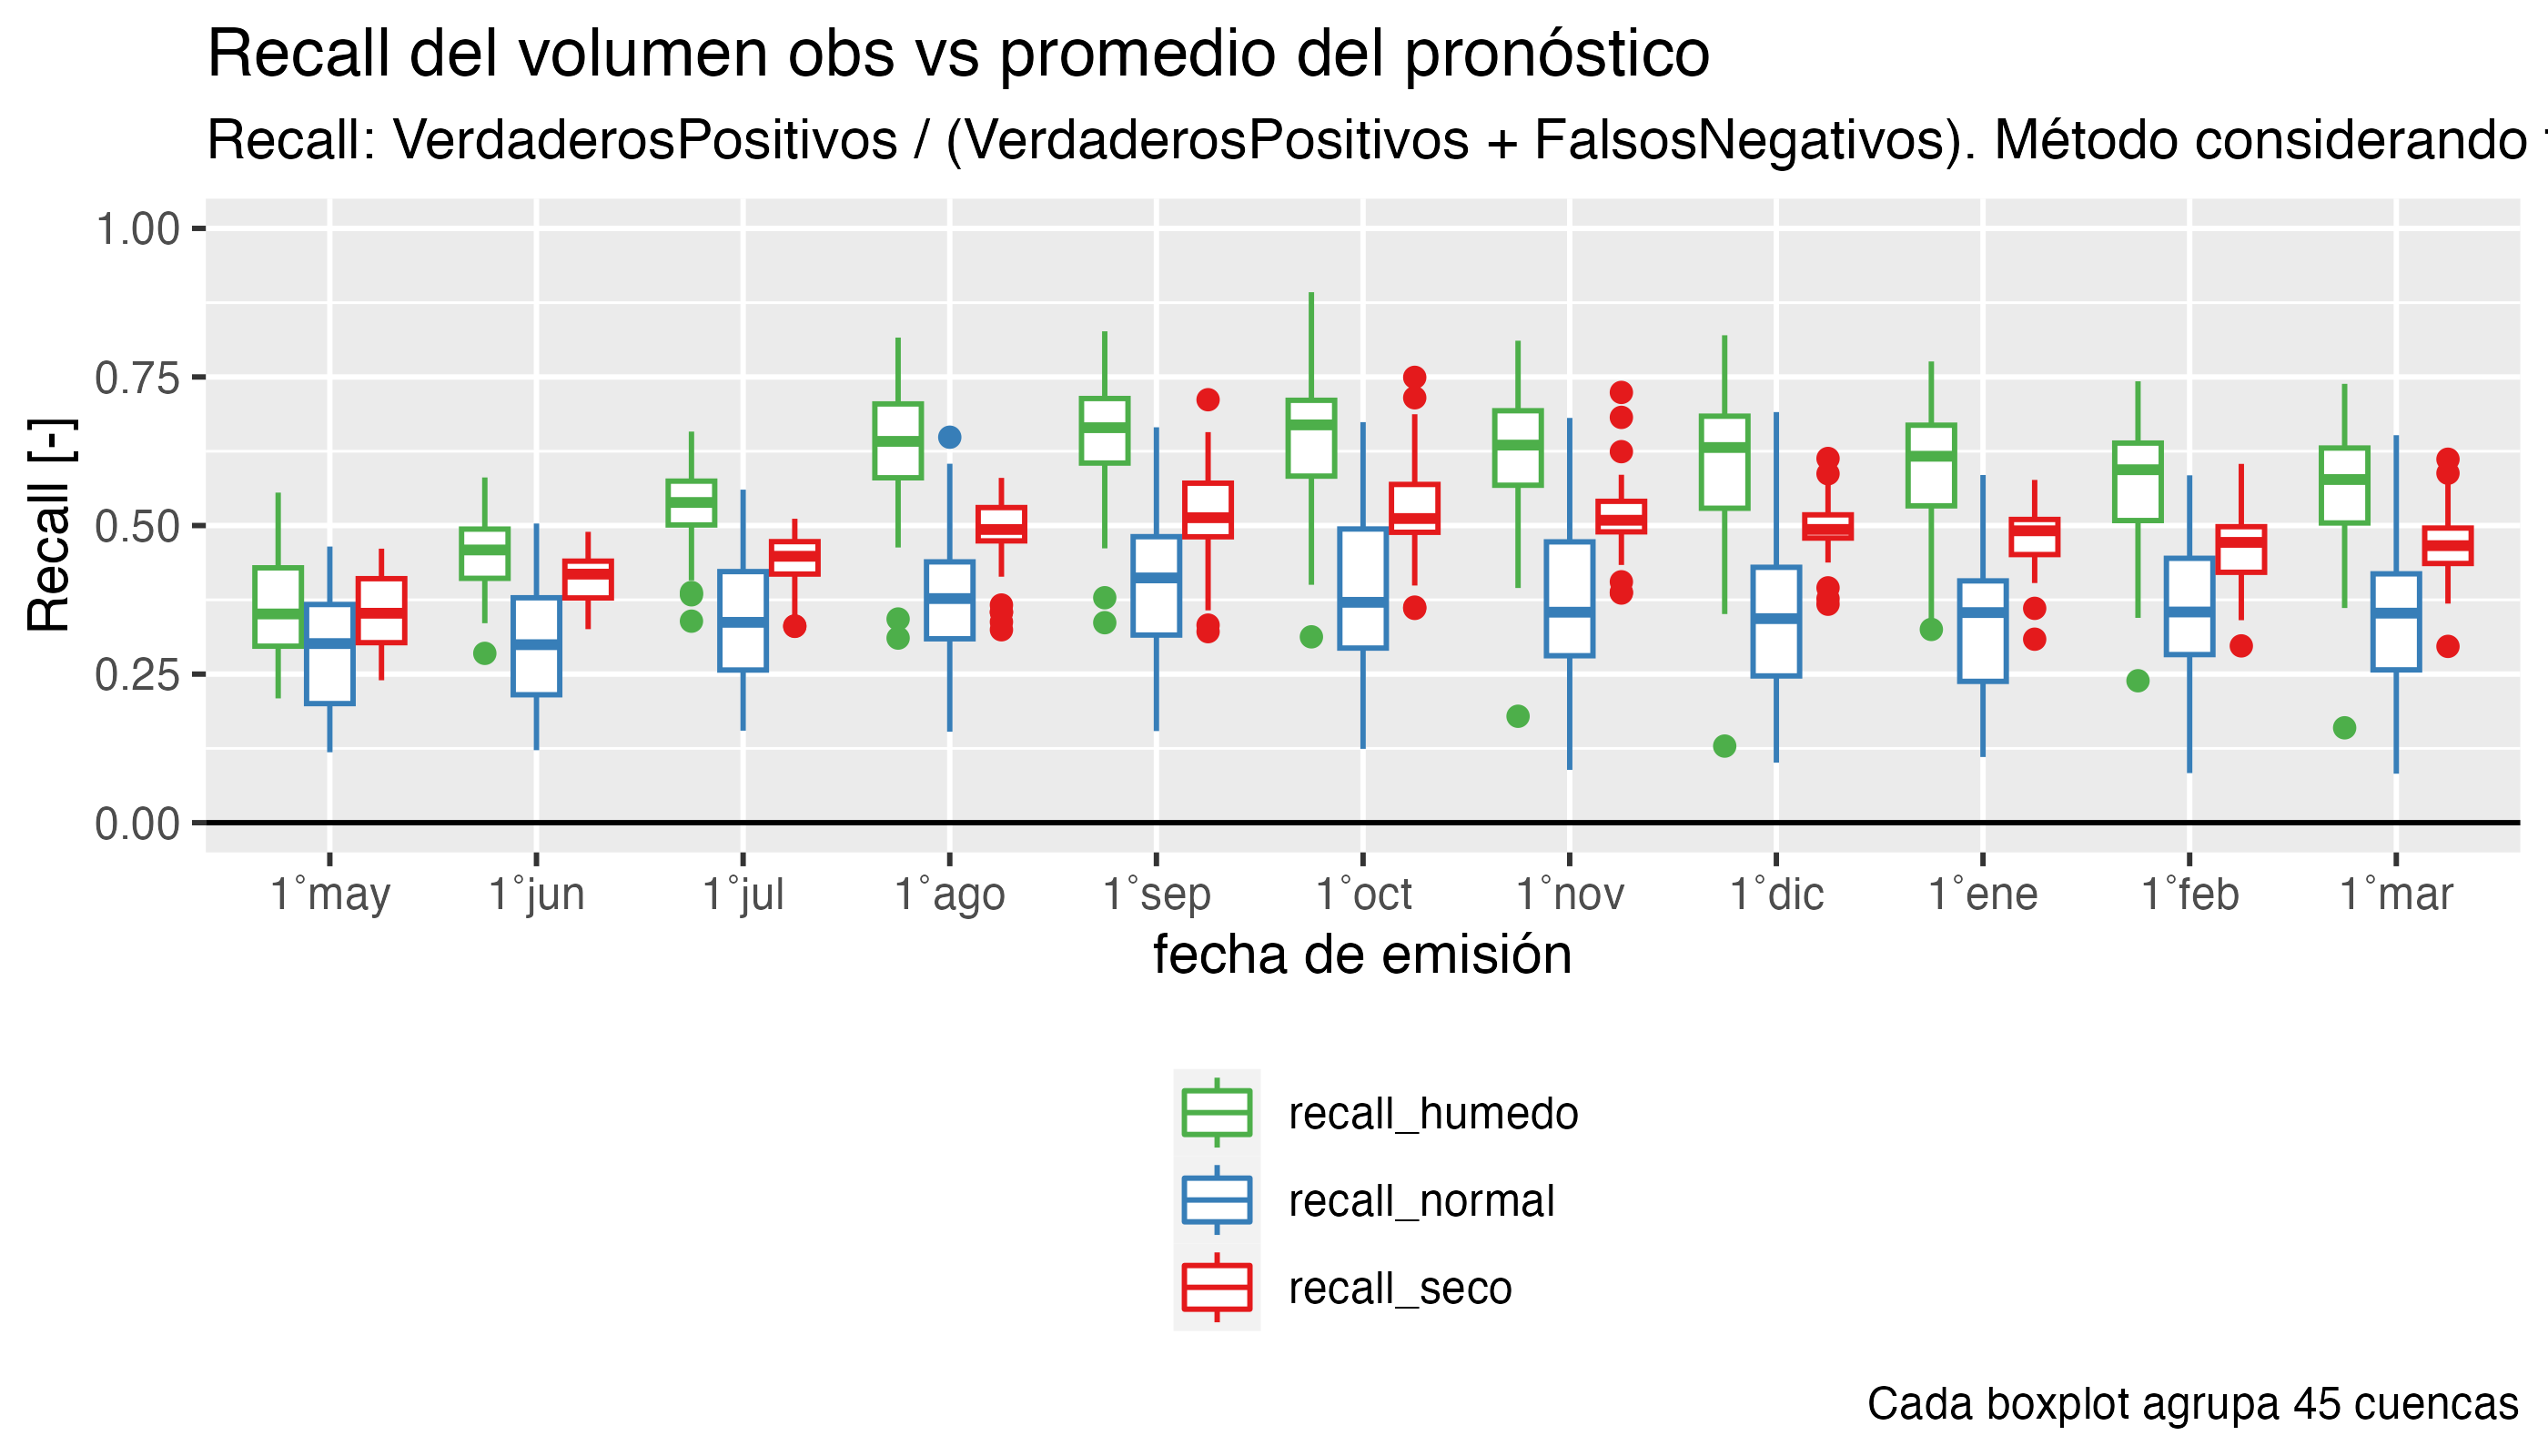 Recall del volumen obs vs promedio del pronóstico
Recall: VerdaderosPositivos / (VerdaderosPositivos + FalsosNegativos). Método considerando
Recall [-]
1.00
0.75
0.50
0.25
0.00
1°may 1°jun 1°jul 1°ago 1°sep 1°oct 1°nov 1°dic 1°ene 1°feb 1°mar
fecha de emisión
recall_humedo
recall_normal
recall_seco
Cada boxplot agrupa 45 cuencas